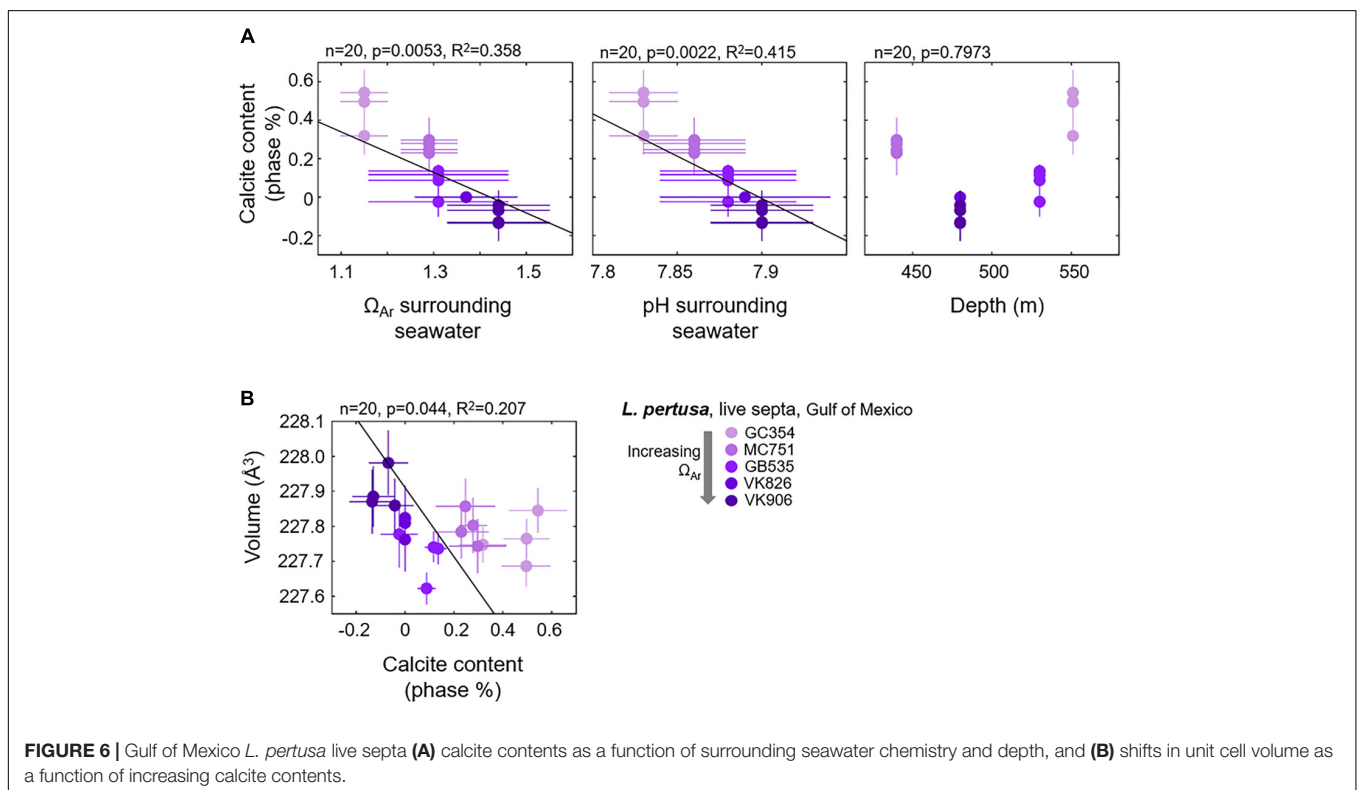 A
n=20, p=0.0053, R²=0.358
n=20, p=0.0022, R²=0.415
n=20, p=0.7973
Calcite content
(phase %)
0.6
0.4
0.2
0
-0.2
1.1 1.3 1.5
7.8 7.85 7.9
450 500 550
Ω_Ar surrounding
seawater
pH surrounding
seawater
Depth (m)
B
n=20, p=0.044, R²=0.207
Volume (Å³)
228.1
228.0
227.9
227.8
227.7
227.6
-0.2 0 0.2 0.4 0.6
Calcite content
(phase %)
L. pertusa, live septa, Gulf of Mexico
Increasing
Ω_Ar
GC354
MC751
GB535
VK826
VK906
FIGURE 6 | Gulf of Mexico L. pertusa live septa (A) calcite contents as a function of surrounding seawater chemistry and depth, and (B) shifts in unit cell volume as
a function of increasing calcite contents.